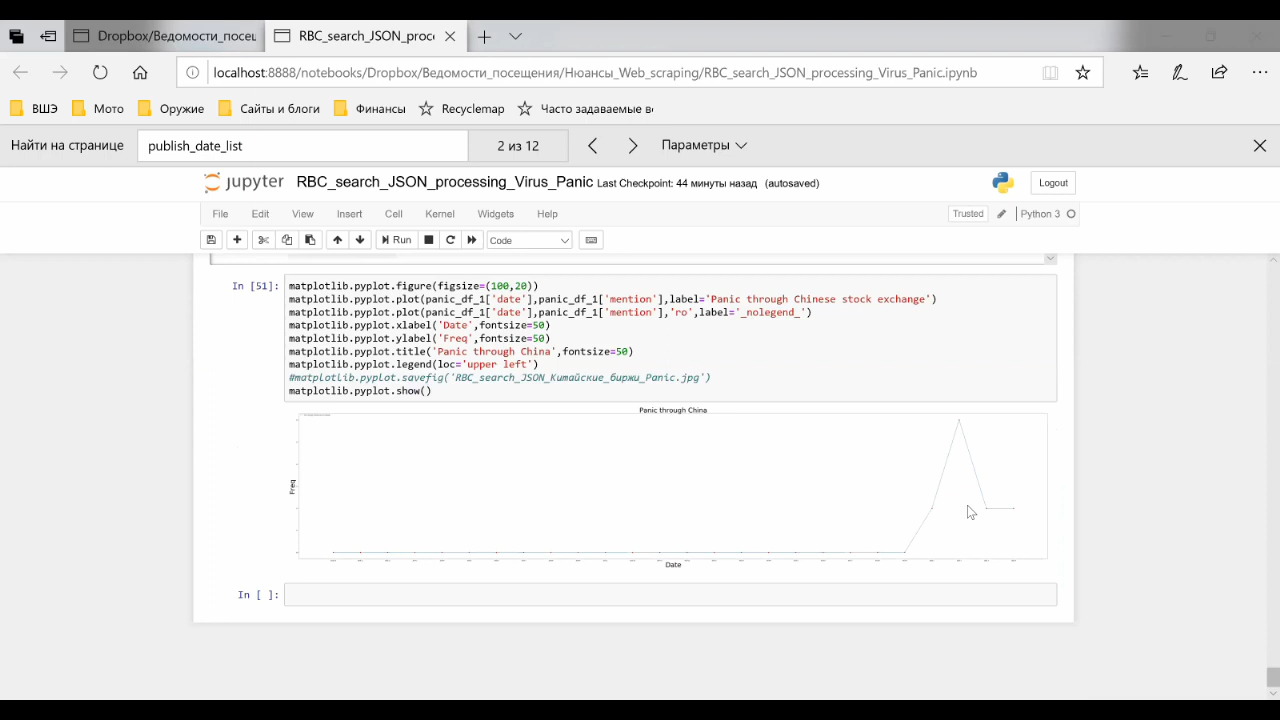 Dropbox/Ведомости_посещ
RBC_search_JSON_proce
localhost:8888/notebooks/Dropbox/Ведомости_посещения/Нюансы_Web_scraping/RBC_search_JSON_processing_Virus_Panic.ipynb
ВШЭ Мото Оружие Сайты и блоги Финансы Recyclemap Часто задаваемые вс
Найти на странице publish_date_list 2 из 12 Параметры
jupyter RBC_search_JSON_processing_Virus_Panic Last Checkpoint: 44 минуты назад (autosaved) Logout
File Edit View Insert Cell Kernel Widgets Help Trusted Python 3
Run Code
In [51]: matplotlib.pyplot.figure(figsize=(100,20))
matplotlib.pyplot.plot(panic_df_1['date'],panic_df_1['mention'],label='Panic through Chinese stock exchange')
matplotlib.pyplot.plot(panic_df_1['date'],panic_df_1['mention'],'ro',label='_nolegend_')
matplotlib.pyplot.xlabel('Date',fontsize=50)
matplotlib.pyplot.ylabel('Freq',fontsize=50)
matplotlib.pyplot.title('Panic through China',fontsize=50)
matplotlib.pyplot.legend(loc='upper left')
#matplotlib.pyplot.savefig('RBC_search_JSON_Китайские_биржи_Panic.jpg')
matplotlib.pyplot.show()
Panic through China
Freq
Date
In [ ]: